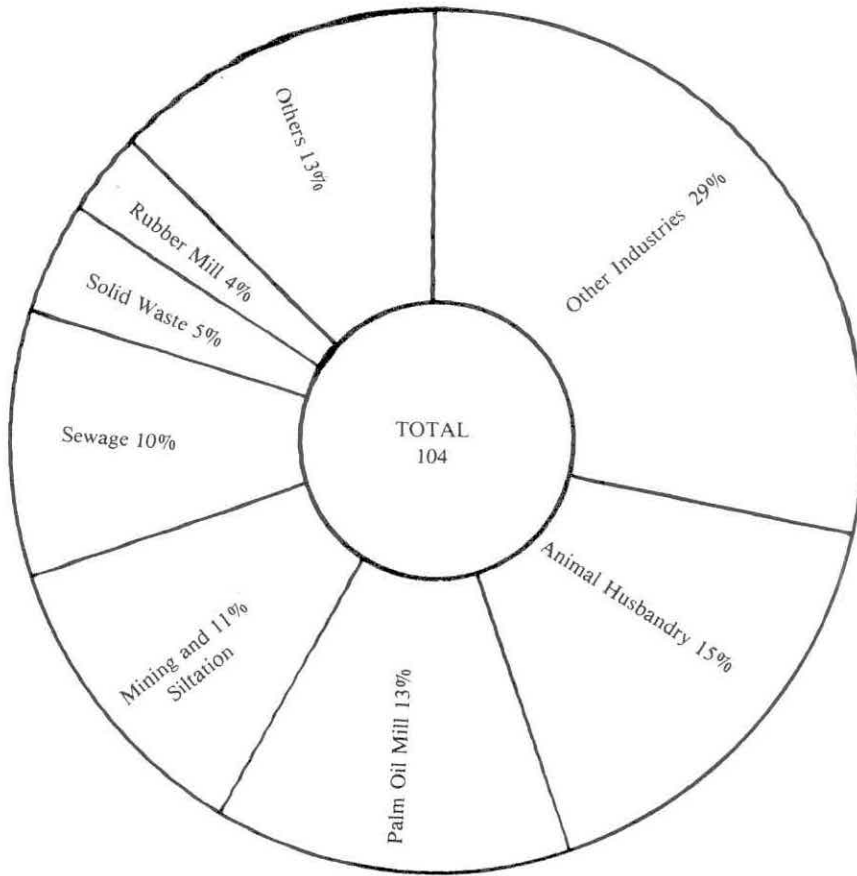 Others 13%
Other Industries 29%
Rubber Mill 4%
Solid Waste 5%
Sewage 10%
TOTAL
104
Animal Husbandry 15%
Mining and 11%
Siltation
Palm Oil Mill 13%